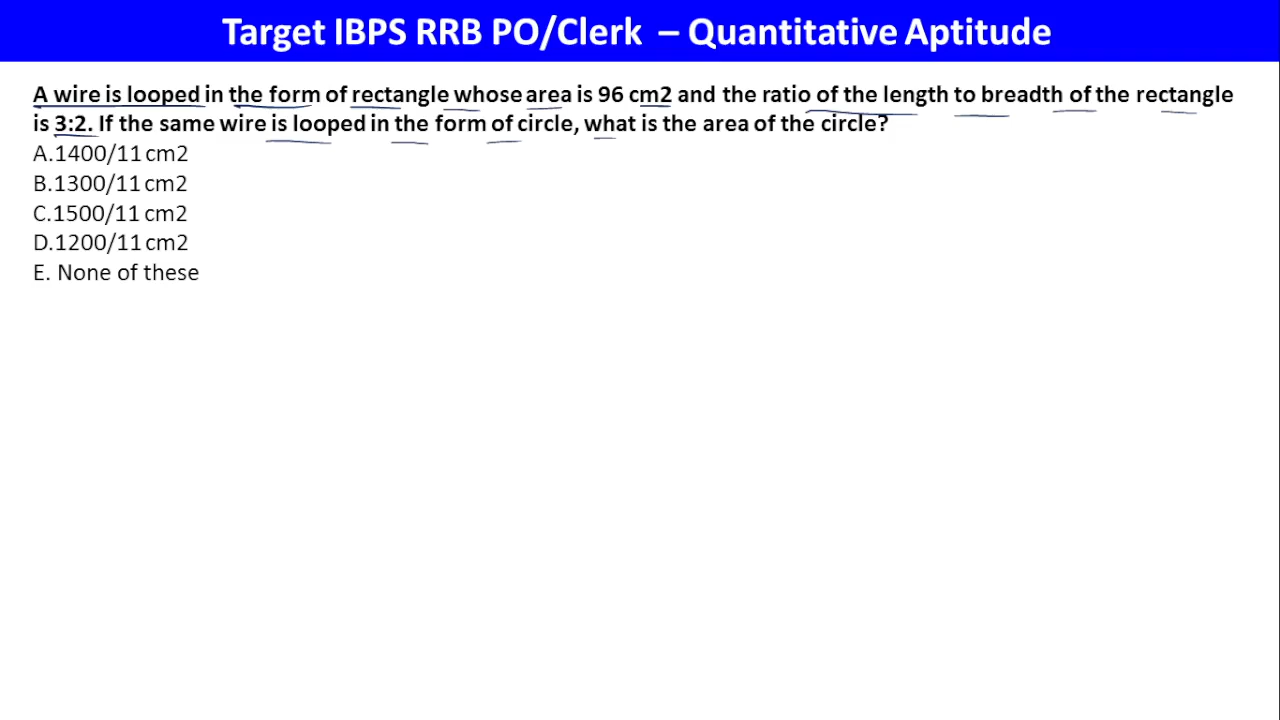 Target IBPS RRB PO/Clerk – Quantitative Aptitude
A wire is looped in the form of rectangle whose area is 96 cm2 and the ratio of the length to breadth of the rectangle
is 3:2. If the same wire is looped in the form of circle, what is the area of the circle?
A.1400/11 cm2
B.1300/11 cm2
C.1500/11 cm2
D.1200/11 cm2
E. None of these